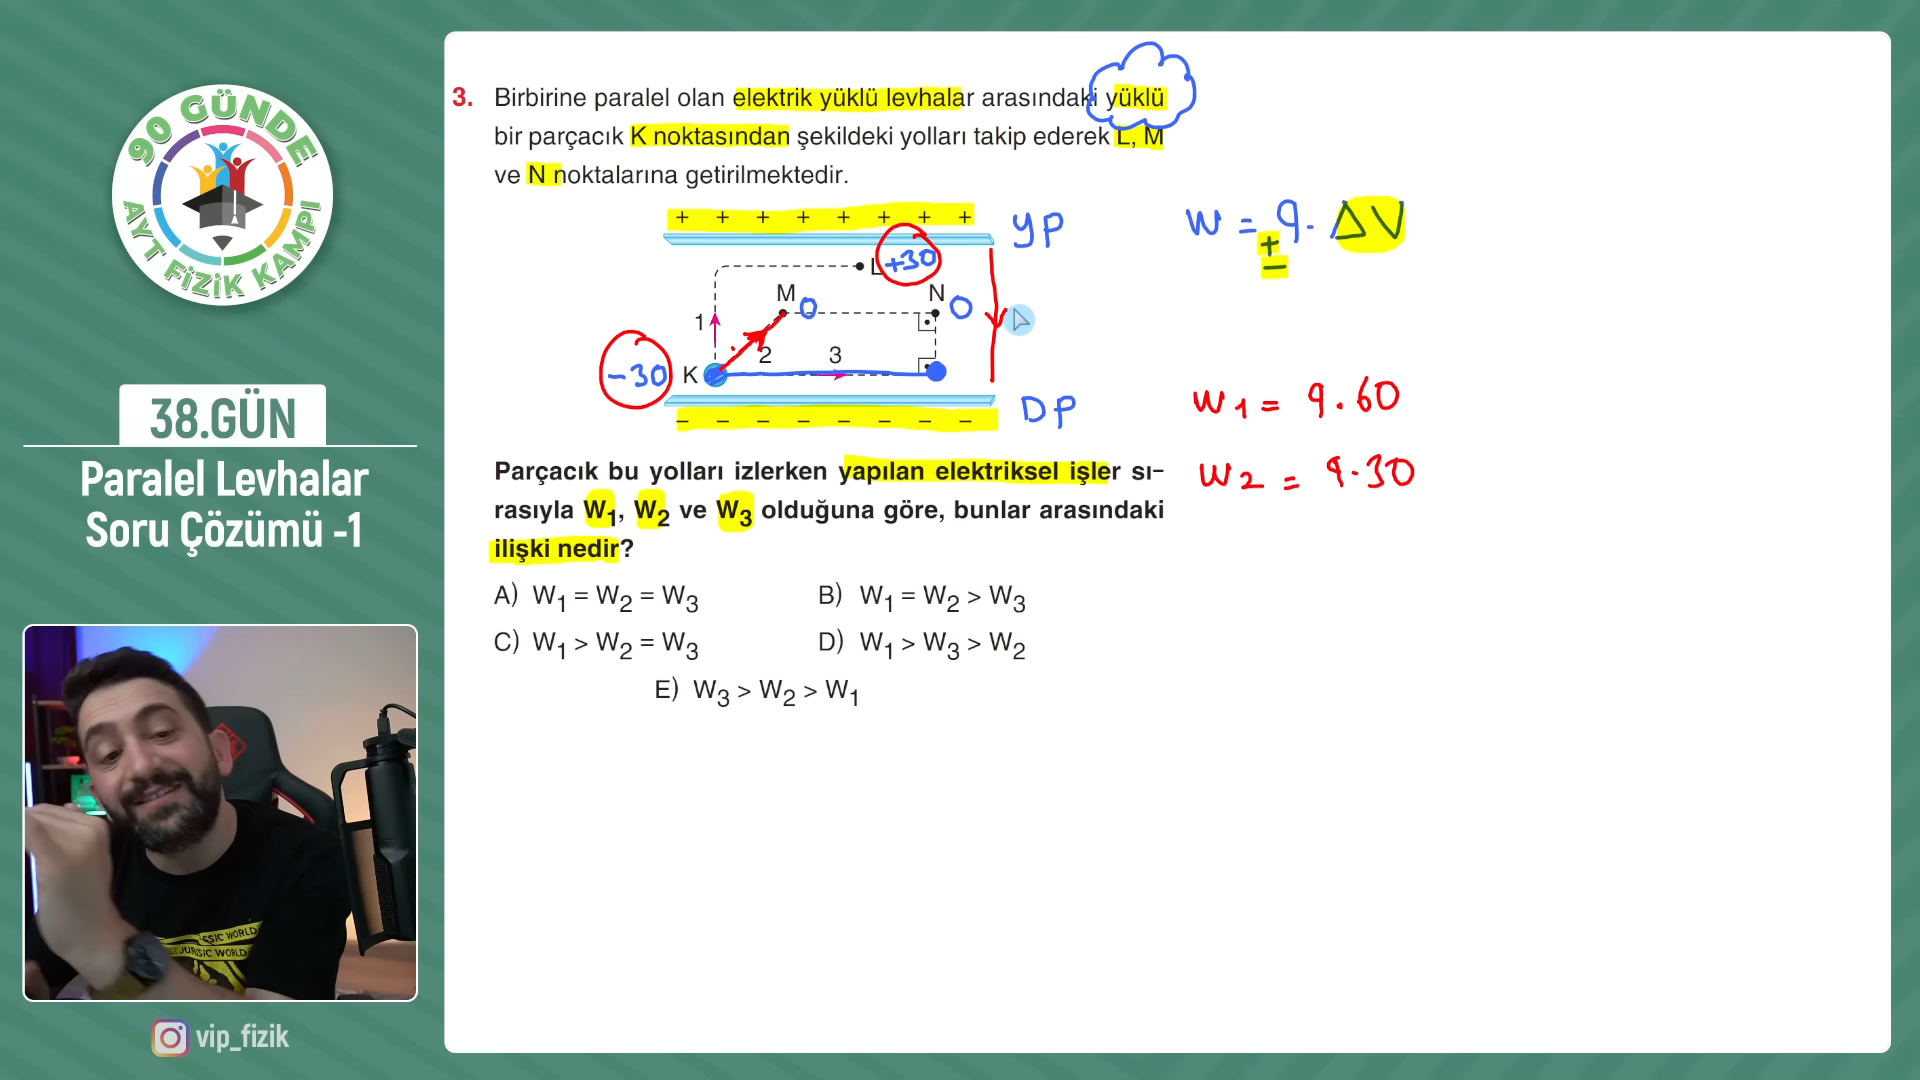 90 GÜNDE
AYT FİZİK KAMPI
38.GÜN
Paralel Levhalar
Soru Çözümü -1
3. Birbirine paralel olan elektrik yüklü levhalar arasındaki yüklü
bir parçacık K noktasından şekildeki yolları takip ederek L, M
ve N noktalarına getirilmektedir.
+ + + + + + + +
YP
L +30
M 0
N 0
1
2
3
-30 K
DP
− − − − − − − −
W = q. ΔV
±
W1 = q.60
W2 = q.30
Parçacık bu yolları izlerken yapılan elektriksel işler sı-
rasıyla W1, W2 ve W3 olduğuna göre, bunlar arasındaki
ilişki nedir?
A) W1 = W2 = W3 B) W1 = W2 > W3
C) W1 > W2 = W3 D) W1 > W3 > W2
E) W3 > W2 > W1
JURASSIC WORLD
vip_fizik